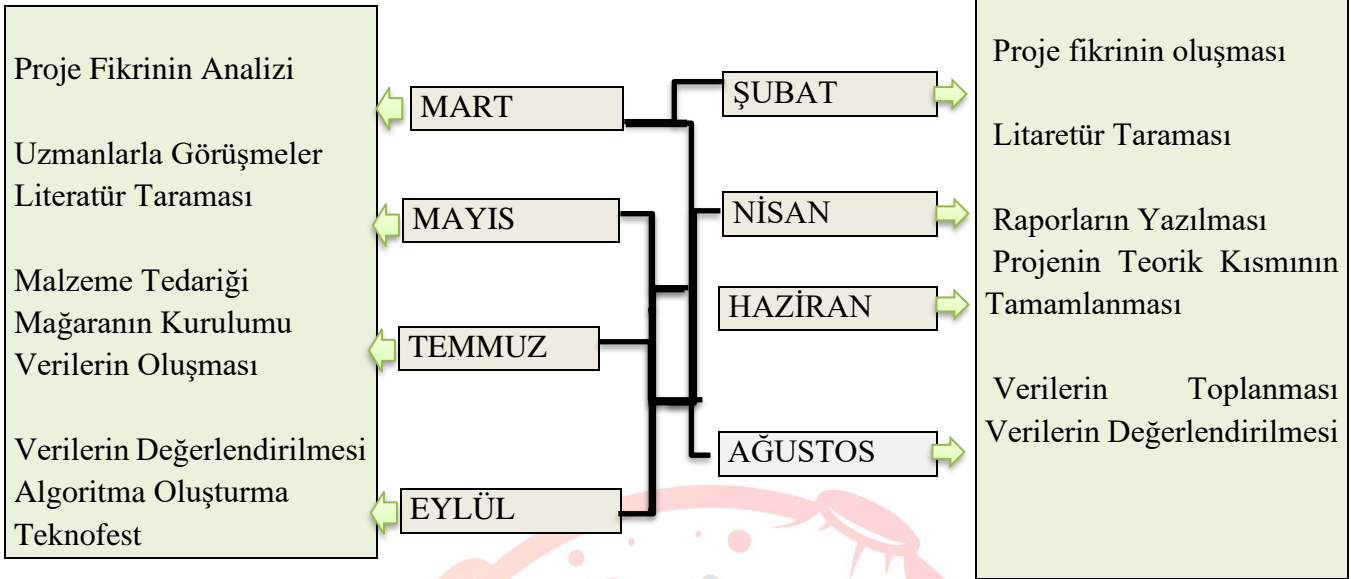 Proje Fikrinin Analizi
Uzmanlarla Görüşmeler
Literatür Taraması
Malzeme Tedariği
Mağaranın Kurulumu
Verilerin Oluşması
Verilerin Değerlendirilmesi
Algoritma Oluşturma
Teknofest
MART
MAYIS
TEMMUZ
EYLÜL
ŞUBAT
NİSAN
HAZİRAN
AĞUSTOS
Proje fikrinin oluşması
Litaretür Taraması
Raporların Yazılması
Projenin Teorik Kısmının
Tamamlanması
Verilerin Toplanması
Verilerin Değerlendirilmesi